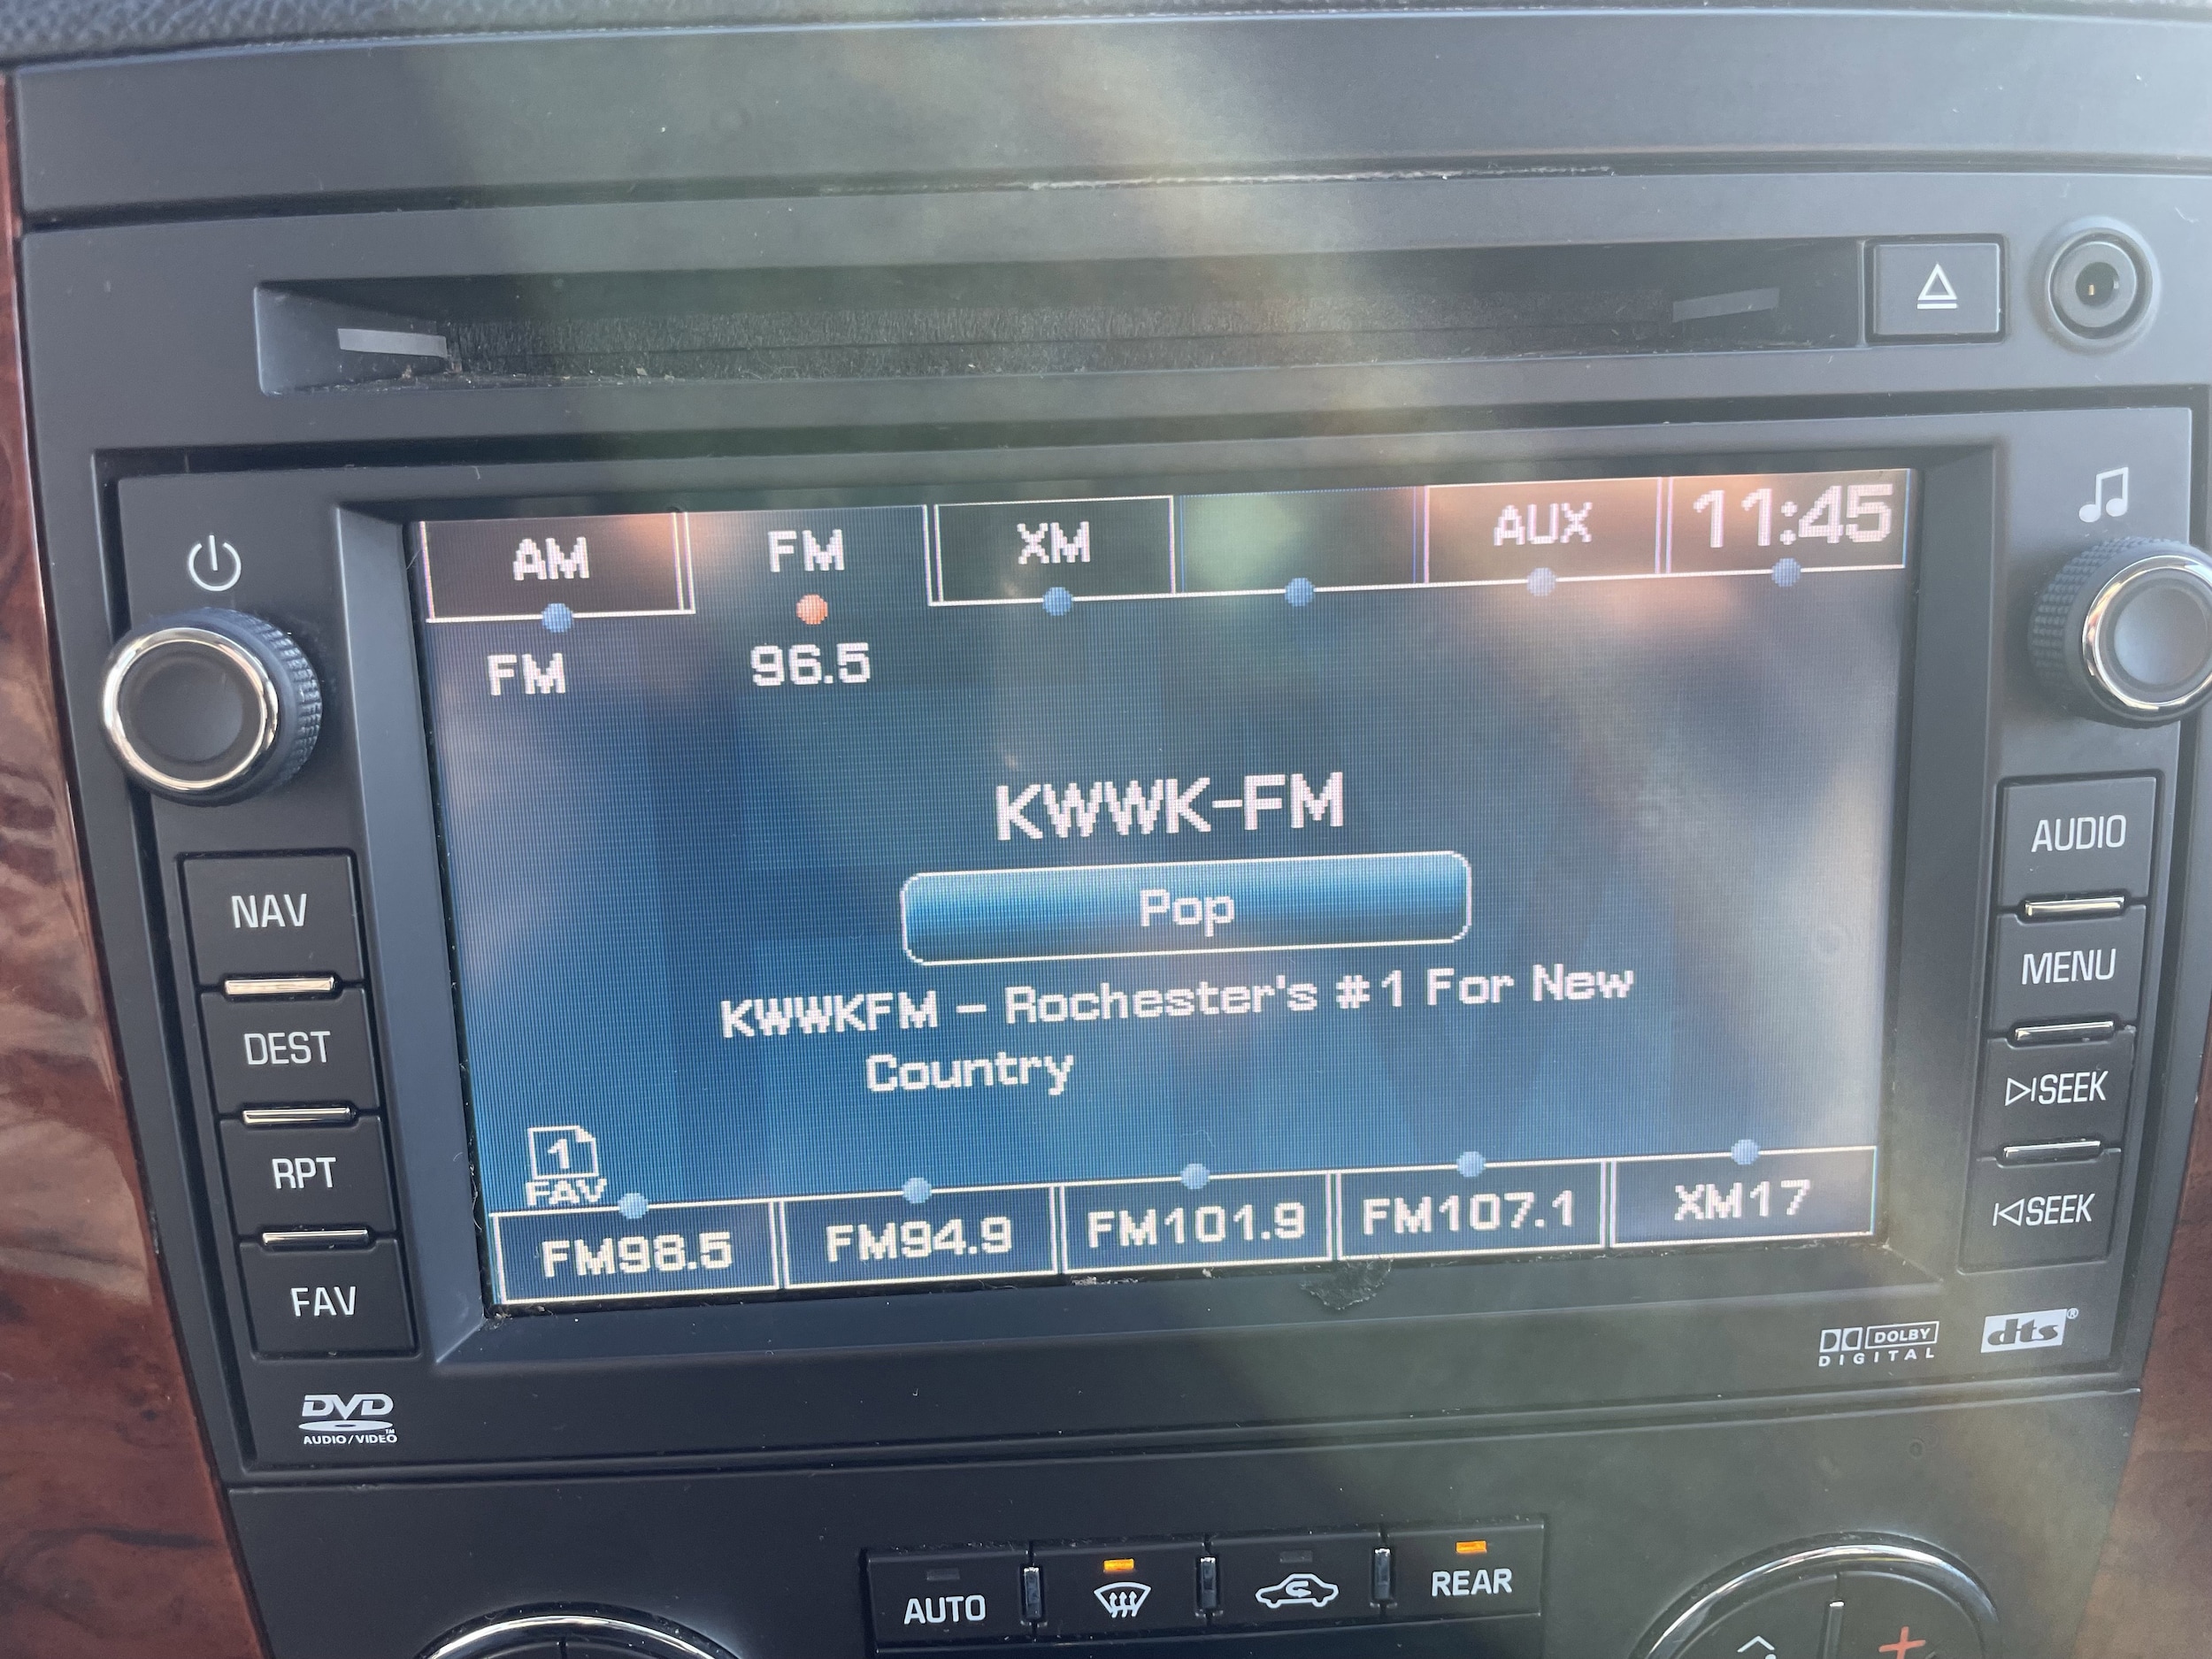 AM FM XM AUX 11:45
FM 96.5
KWWK-FM
Pop
KWWKFM - Rochester's #1 For New
Country
1
FAV
FM98.5 FM94.9 FM101.9 FM107.1 XM17
NAV
DEST
RPT
FAV
AUDIO
MENU
SEEK
SEEK
DVD
AUDIO/VIDEO™
DOLBY
DIGITAL
dts®
AUTO REAR